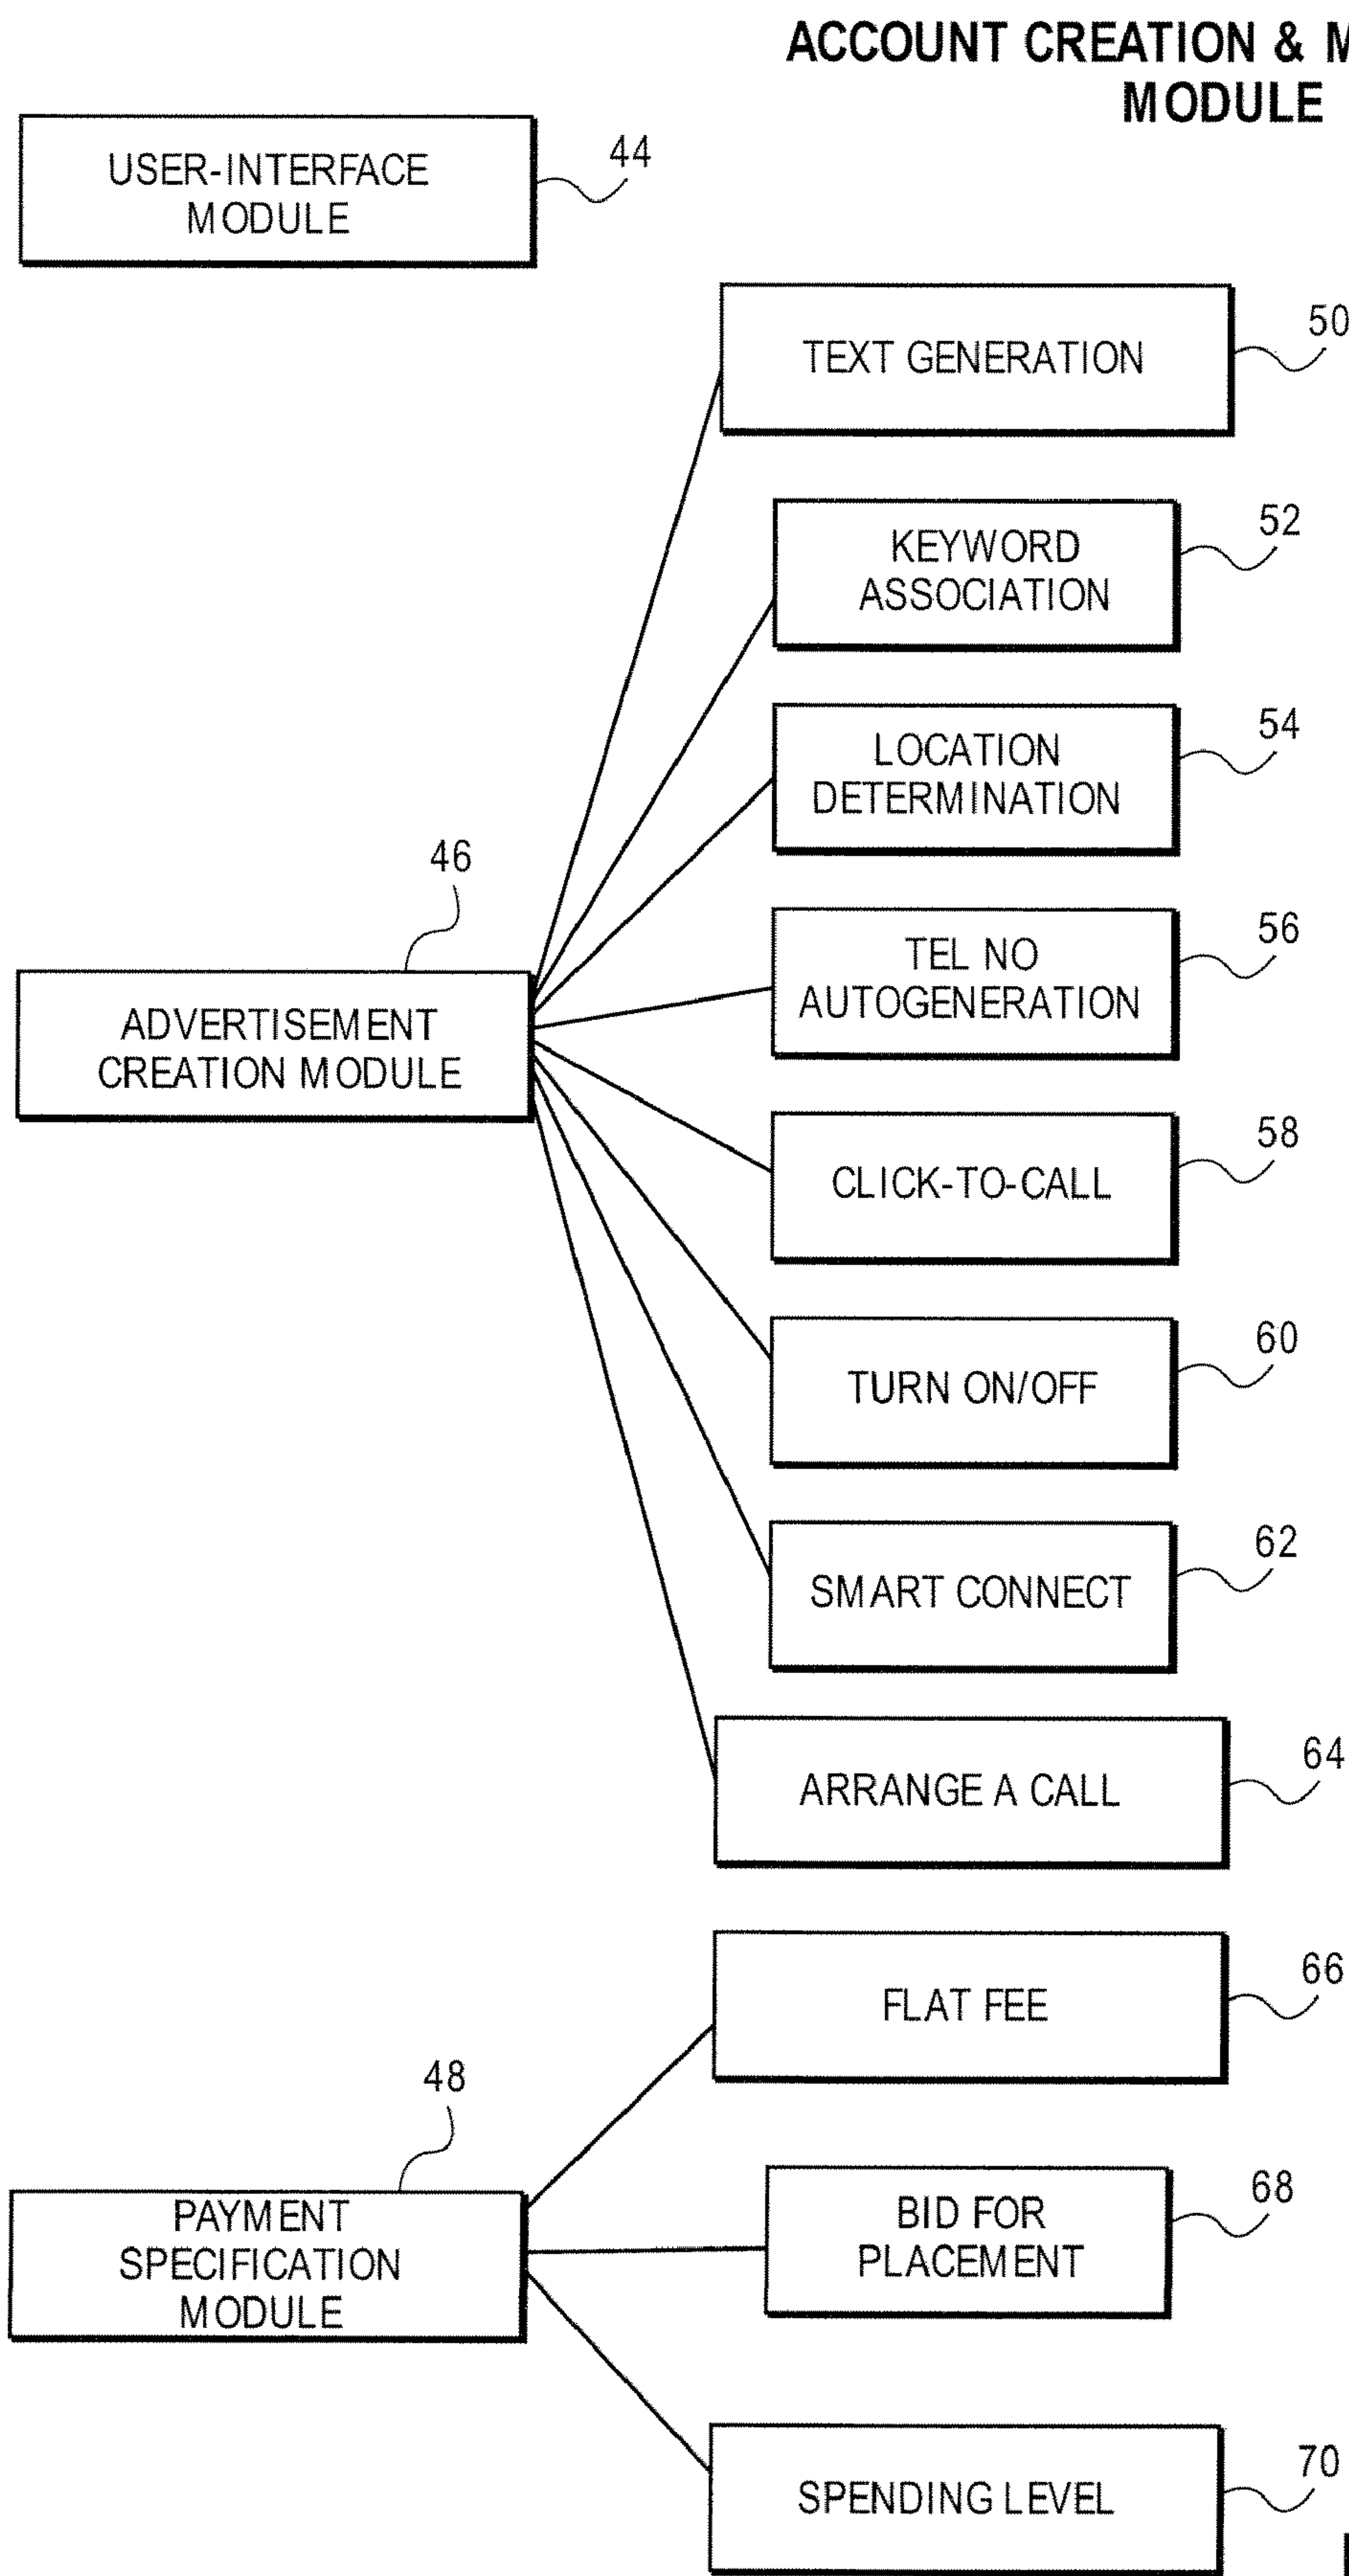 ACCOUNT CREATION &
MODULE
USER-INTERFACE
MODULE
44
TEXT GENERATION
50
KEYWORD
ASSOCIATION
52
LOCATION
DETERMINATION
54
46
TEL NO
AUTOGENERATION
56
ADVERTISEMENT
CREATION MODULE
CLICK-TO-CALL
58
TURN ON/OFF
60
SMART CONNECT
62
ARRANGE A CALL
64
FLAT FEE
66
48
BID FOR
PLACEMENT
68
PAYMENT
SPECIFICATION
MODULE
SPENDING LEVEL
70